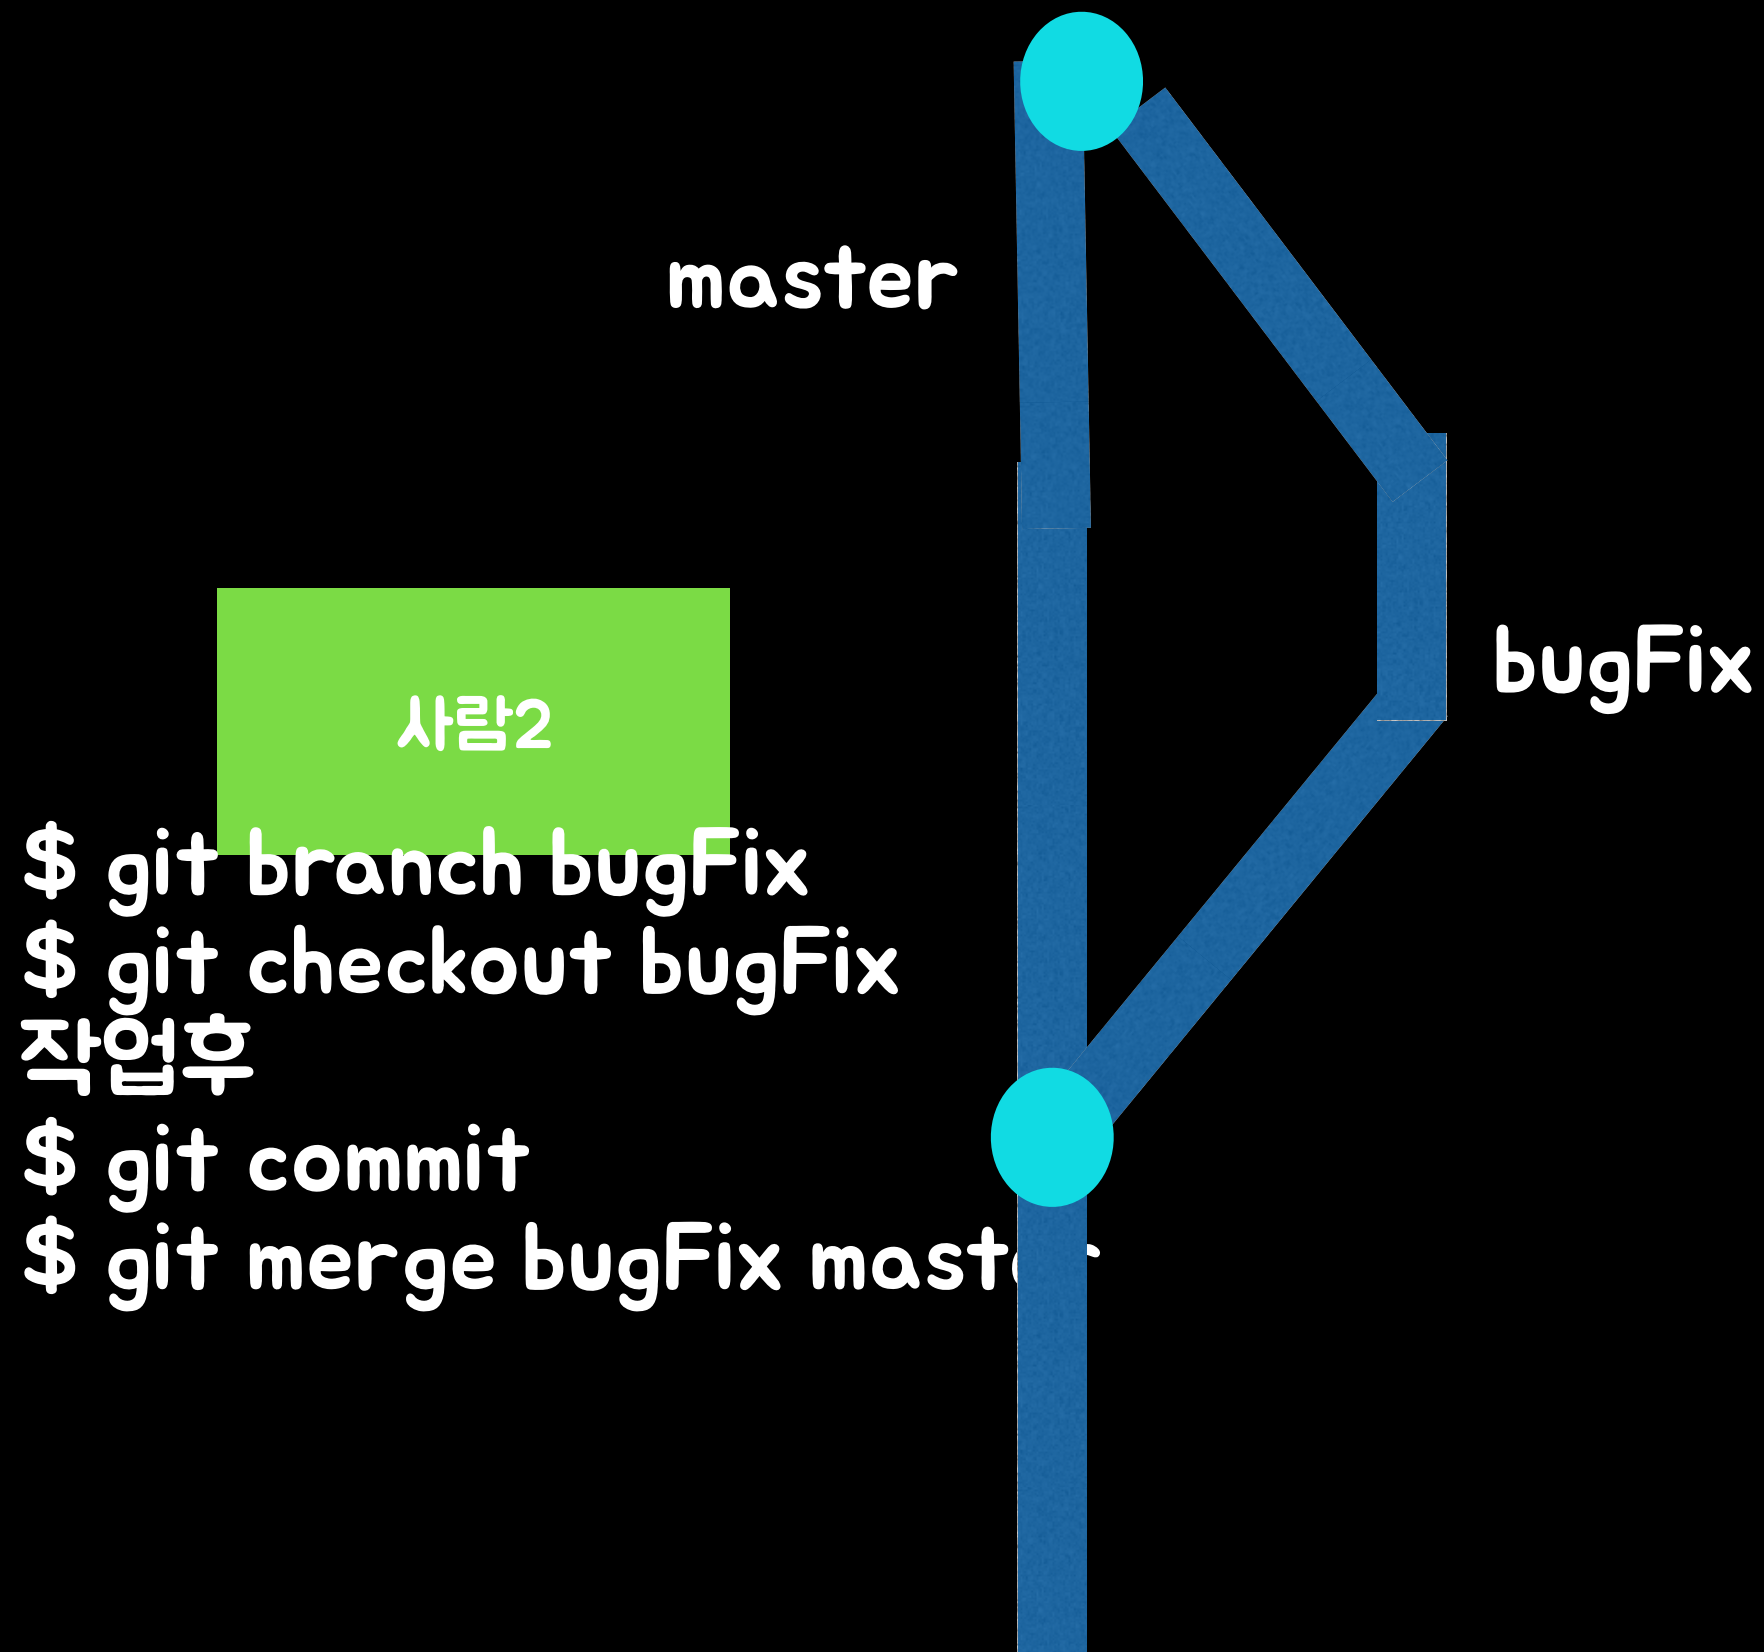 master
bugFix
사람2
$ git branch bugFix
$ git checkout bugFix
작업후
$ git commit
$ git merge bugFix master